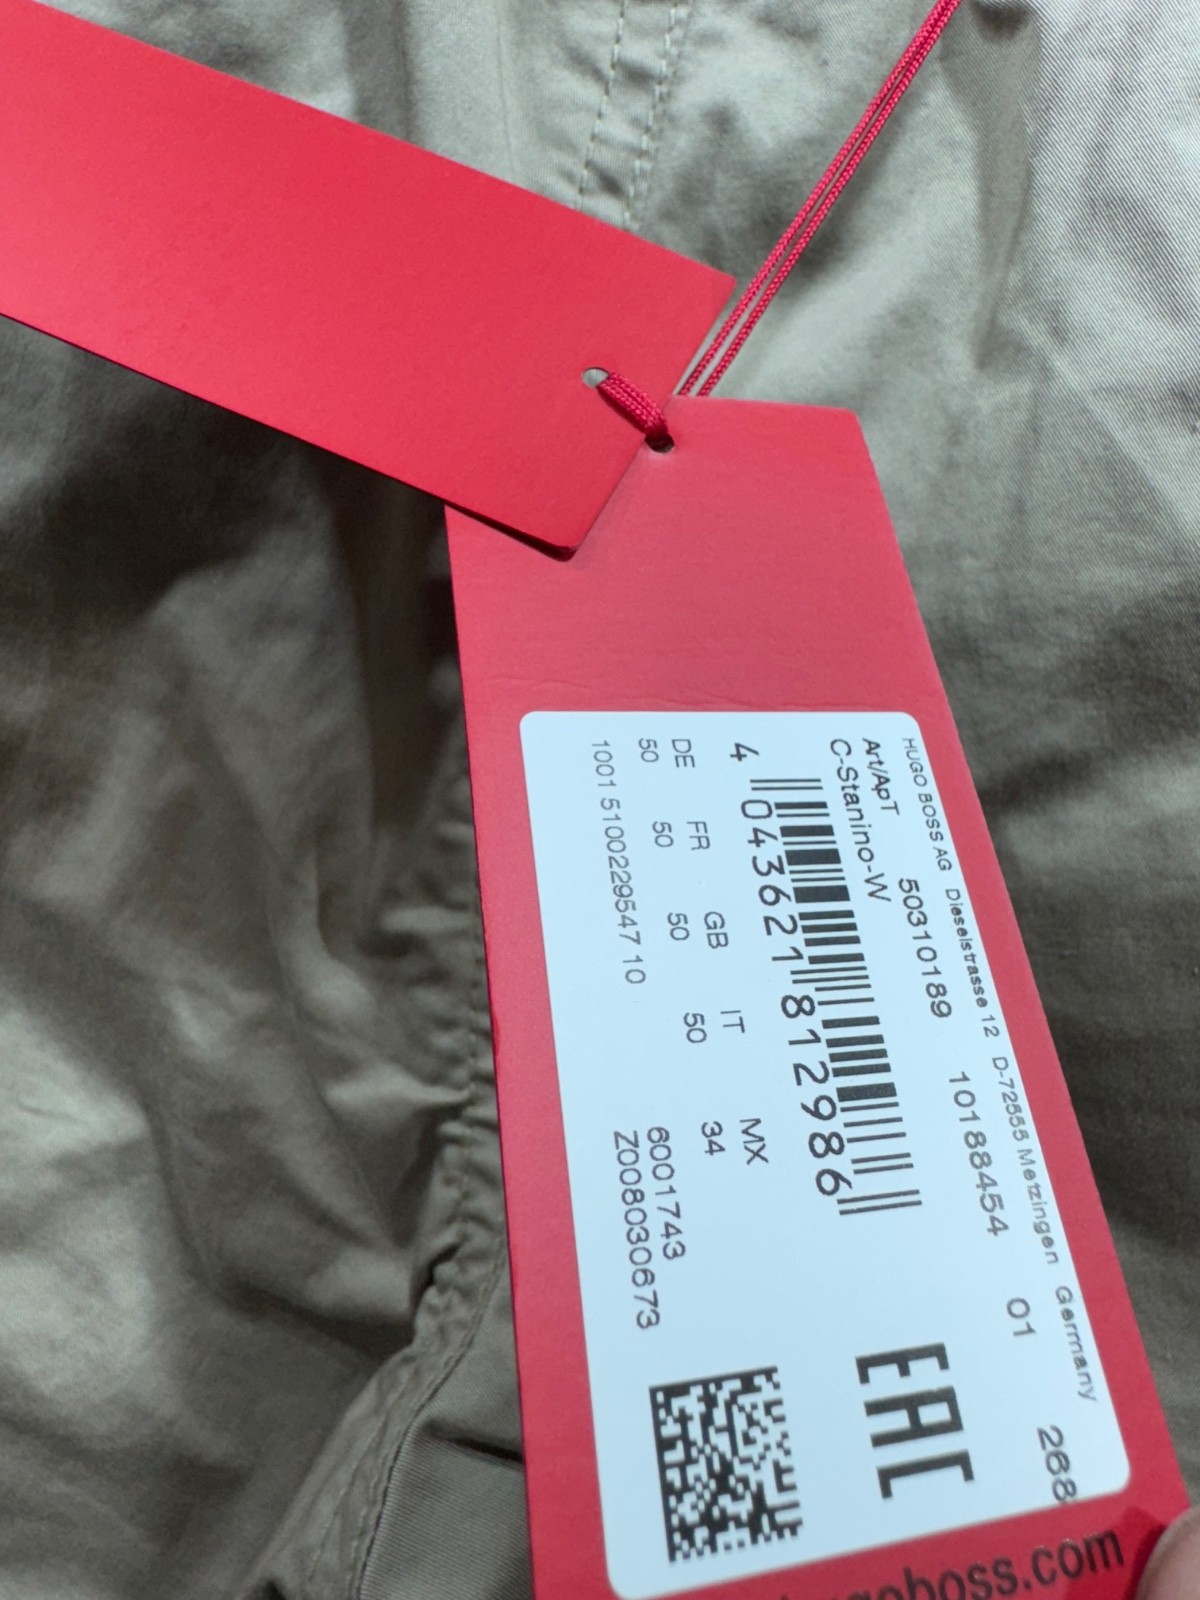 HUGO BOSS AG Dieselstrasse 12 D-72555 Metzingen Germany
Art/ApT 50310189 10188454 01 268
C-Stanino-W
4 043621 812986
EAC
DE FR GB IT MX
50 50 50 50 34
6001743
1001 5100229547 10 Z008030673
hugoboss.com